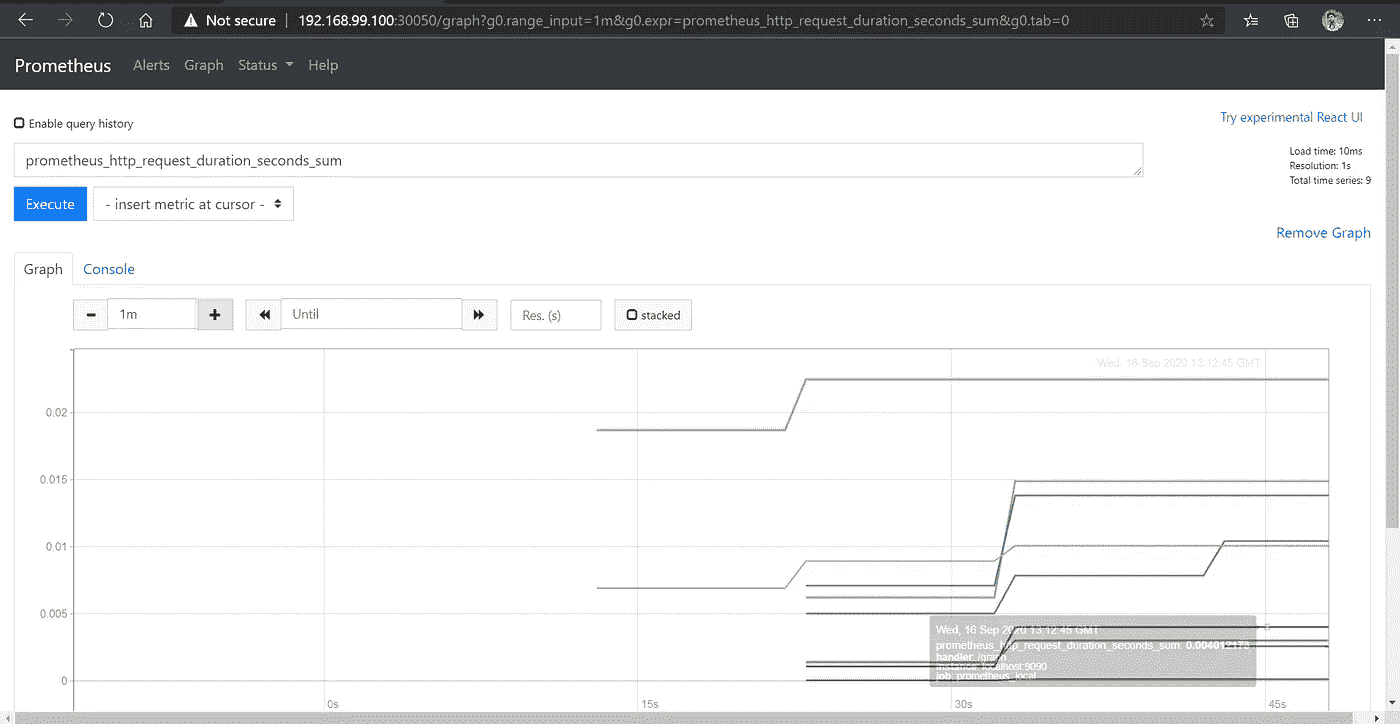 Not secure | 192.168.99.100:30050/graph?g0.range_input=1m&g0.expr=prometheus_http_request_duration_seconds_sum&g0.tab=0
Prometheus Alerts Graph Status Help
Enable query history
Try experimental React UI
prometheus_http_request_duration_seconds_sum
Load time: 10ms
Resolution: 1s
Total time series: 9
Execute - insert metric at cursor -
Remove Graph
Graph Console
1m Until Res. (s) stacked
Wed, 16 Sep 2020 13:12:45 GMT
0.02
0.015
0.01
0.005
0
Wed, 16 Sep 2020 13:12:45 GMT
prometheus_http_request_duration_seconds_sum: 0.004012173
handler: /graph
instance: localhost:9090
job: prometheus_local
0s 15s 30s 45s